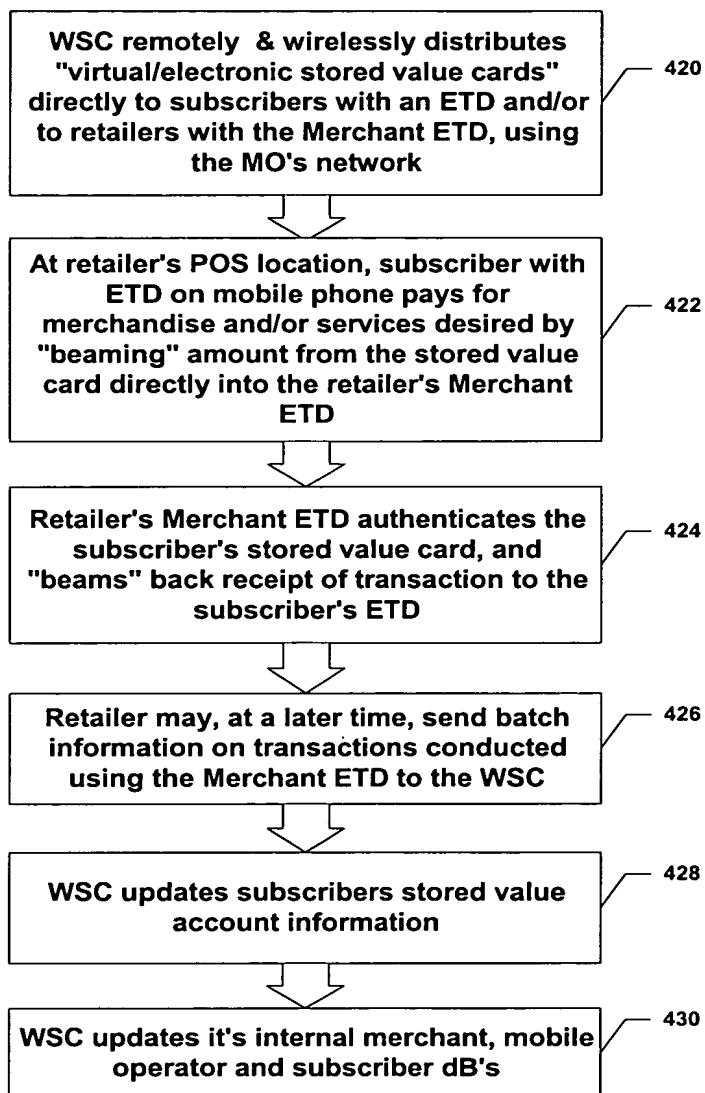 WSC remotely & wirelessly distributes
"virtual/electronic stored value cards"
directly to subscribers with an ETD and/or
to retailers with the Merchant ETD, using
the MO's network
420
At retailer's POS location, subscriber with
ETD on mobile phone pays for
merchandise and/or services desired by
"beaming" amount from the stored value
card directly into the retailer's Merchant
ETD
422
Retailer's Merchant ETD authenticates the
subscriber's stored value card, and
"beams" back receipt of transaction to the
subscriber's ETD
424
Retailer may, at a later time, send batch
information on transactions conducted
using the Merchant ETD to the WSC
426
WSC updates subscribers stored value
account information
428
WSC updates it's internal merchant, mobile
operator and subscriber dB's
430